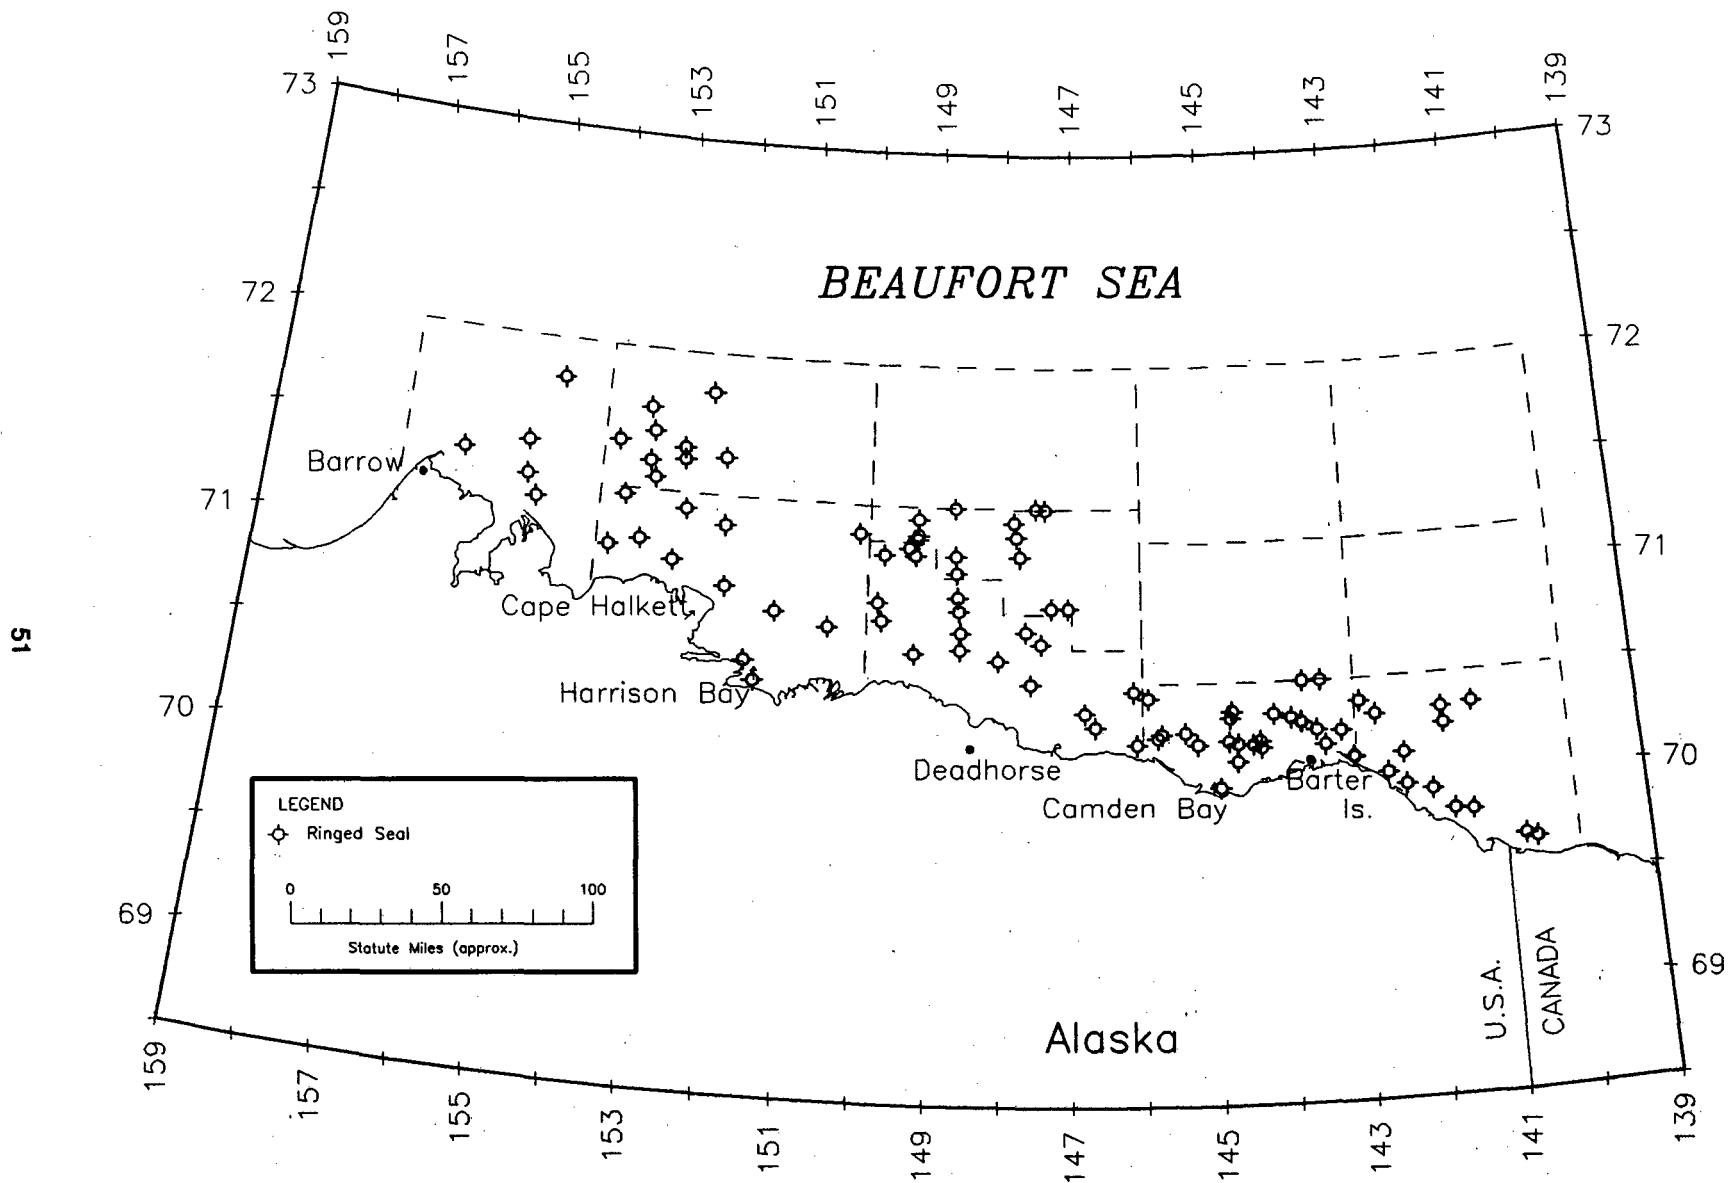 159 157 155 153 151 149 147 145 143 141 139
73 73
BEAUFORT SEA
72 72
Barrow
71 71
Cape Halkett
Harrison Bay
70 70
Deadhorse
Barter
Is.
Camden Bay
LEGEND
Ringed Seal
0 50 100
Statute Miles (approx.)
69 69
U.S.A.
CANADA
Alaska
159 157 155 153 151 149 147 145 143 141 139
51